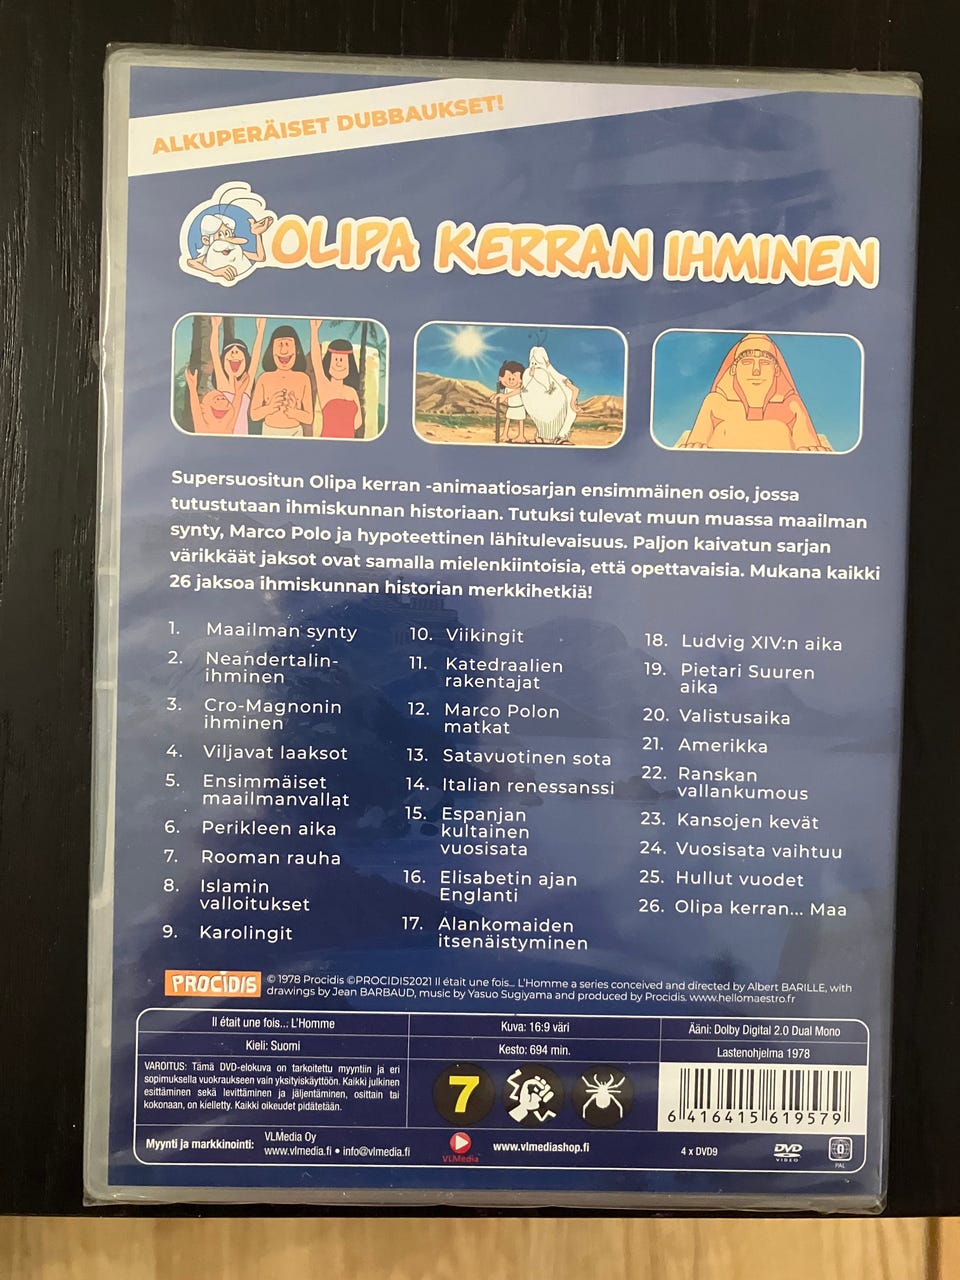 ALKUPERÄISET DUBBAUKSET!
OLIPA KERRAN IHMINEN
Supersuositun Olipa kerran -animaatiosarjan ensimmäinen osio, jossa
tutustutaan ihmiskunnan historiaan. Tutuksi tulevat muun muassa maailman
synty, Marco Polo ja hypoteettinen lähitulevaisuus. Paljon kaivatun sarjan
värikkäät jaksot ovat samalla mielenkiintoisia, että opettavaisia. Mukana kaikki
26 jaksoa ihmiskunnan historian merkkihetkiä!
1. Maailman synty
2. Neandertalin-
ihminen
3. Cro-Magnonin
ihminen
4. Viljavat laaksot
5. Ensimmäiset
maailmanvallat
6. Perikleen aika
7. Rooman rauha
8. Islamin
valloitukset
9. Karolingit
10. Viikingit
11. Katedraalien
rakentajat
12. Marco Polon
matkat
13. Satavuotinen sota
14. Italian renessanssi
15. Espanjan
kultainen
vuosisata
16. Elisabetin ajan
Englanti
17. Alankomaiden
itsenäistyminen
18. Ludvig XIV:n aika
19. Pietari Suuren
aika
20. Valistusaika
21. Amerikka
22. Ranskan
vallankumous
23. Kansojen kevät
24. Vuosisata vaihtuu
25. Hullut vuodet
26. Olipa kerran... Maa
PROCIDIS
© 1978 Procidis ©PROCIDIS2021 Il était une fois... L'Homme a series conceived and directed by Albert BARILLE, with
drawings by Jean BARBAUD, music by Yasuo Sugiyama and produced by Procidis. www.hellomaestro.fr
Il était une fois... L'Homme
Kieli: Suomi
VAROITUS: Tämä DVD-elokuva on tarkoitettu myyntiin ja eri
sopimuksella vuokraukseen vain yksityiskäyttöön. Kaikki julkinen
esittäminen sekä levittäminen ja jäljentäminen, osittain tai
kokonaan, on kielletty. Kaikki oikeudet pidätetään.
Kuva: 16:9 väri
Kesto: 694 min.
Ääni: Dolby Digital 2.0 Dual Mono
Lastenohjelma 1978
7
6 416415 619579
Myynti ja markkinointi:
VLMedia Oy
www.vlmedia.fi • info@vlmedia.fi
VLMedia
www.vlmediashop.fi
4 x DVD9
DVD
VIDEO
0
PAL